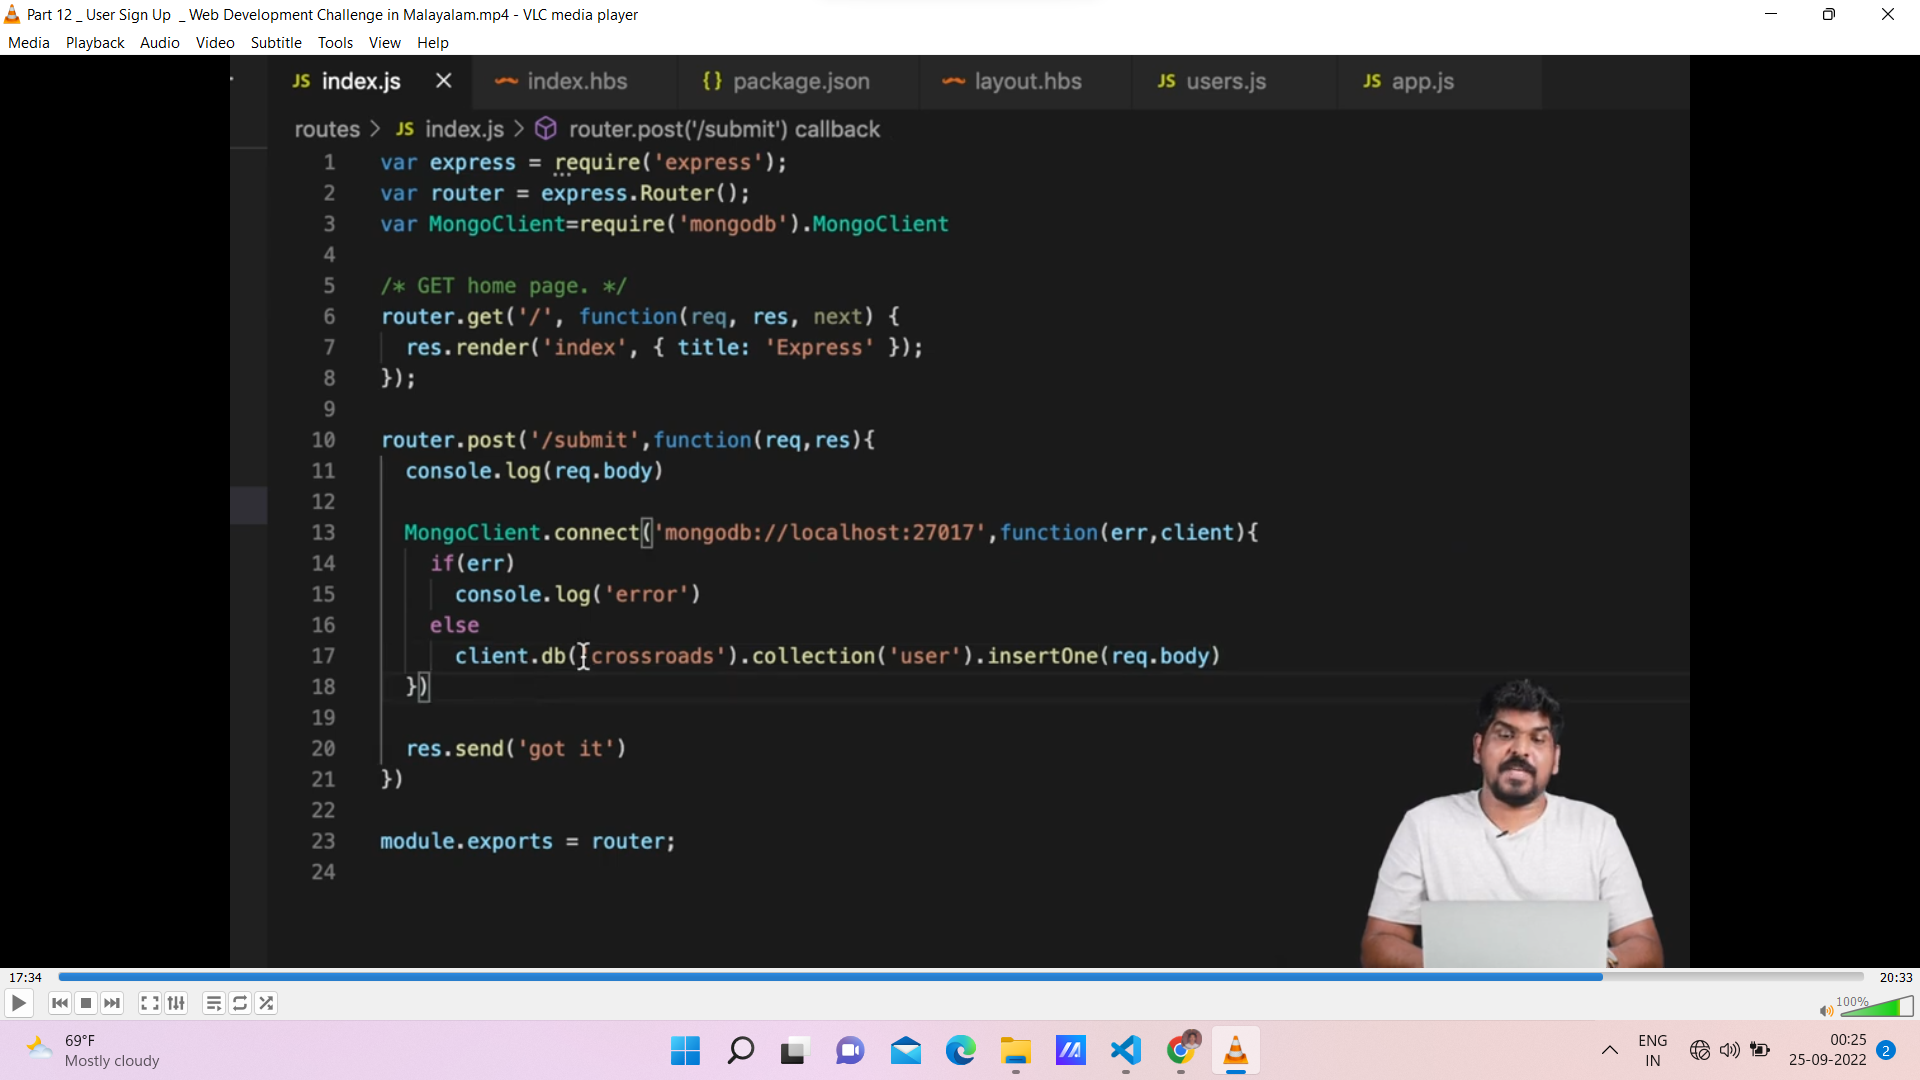 Part 12 _ User Sign Up _ Web Development Challenge in Malayalam.mp4 - VLC media player
Media Playback Audio Video Subtitle Tools View Help
JS index.js index.hbs {} package.json layout.hbs JS users.js JS app.js
routes > JS index.js > router.post('/submit') callback
1 var express = require('express');
2 var router = express.Router();
3 var MongoClient=require('mongodb').MongoClient
4
5 /* GET home page. */
6 router.get('/', function(req, res, next) {
7 res.render('index', { title: 'Express' });
8 });
9
10 router.post('/submit',function(req,res){
11 console.log(req.body)
12
13 MongoClient.connect('mongodb://localhost:27017',function(err,client){
14 if(err)
15 console.log('error')
16 else
17 client.db('crossroads').collection('user').insertOne(req.body)
18 })
19
20 res.send('got it')
21 })
22
23 module.exports = router;
24
17:34 20:33
100%
69°F
Mostly cloudy
ENG
IN
00:25
25-09-2022
2